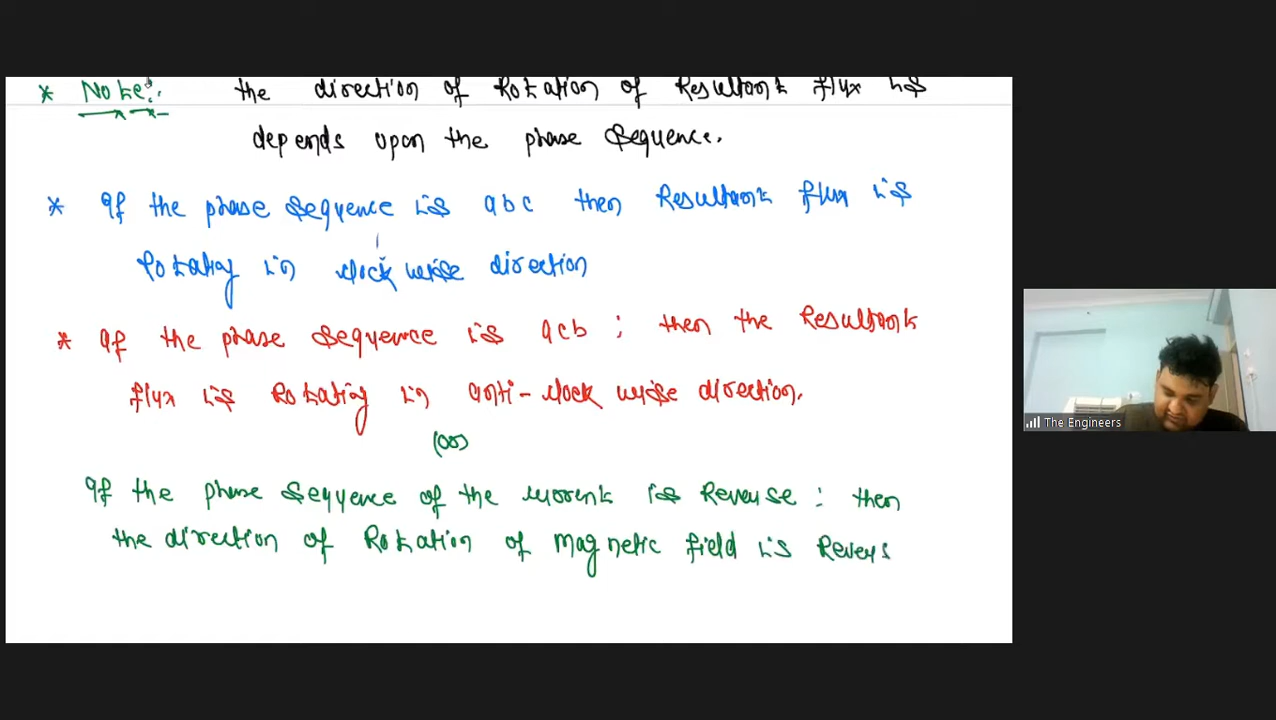 * Note:. the direction of Rotation of Resultant flux is
depends upon the phase sequence.
* If the phase sequence is abc then Resultant flux is
rotating in clock wise direction
* If the phase sequence is acb ; then the Resultant
flux is Rotating in anti-clock wise direction.
(or)
If the phase sequence of the current is Reverse : then
the direction of Rotation of Magnetic field is Revers
The Engineers